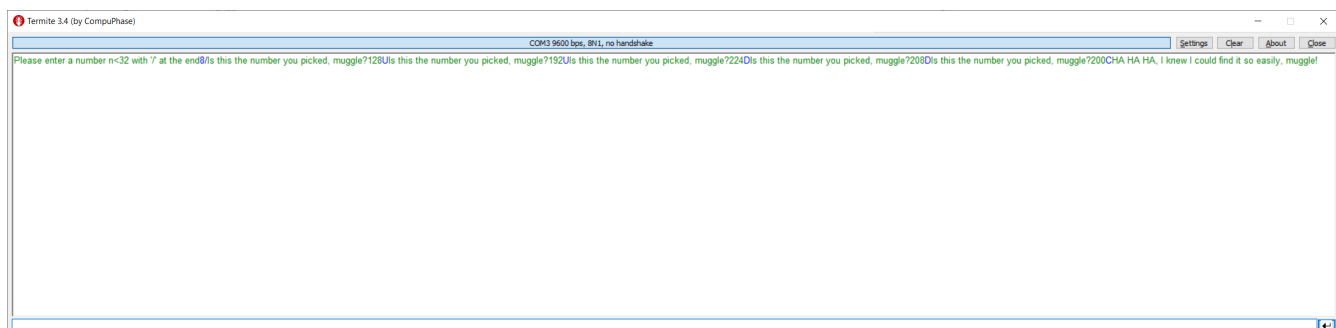 Termite 3.4 (by CompuPhase)
COM3 9600 bps, 8N1, no handshake
Settings
Clear
About
Close
Please enter a number n<32 with '/' at the end8/Is this the number you picked, muggle?128UIs this the number you picked, muggle?192UIs this the number you picked, muggle?224DIs this the number you picked, muggle?208DIs this the number you picked, muggle?200CHA HA HA, I knew I could find it so easily, muggle!